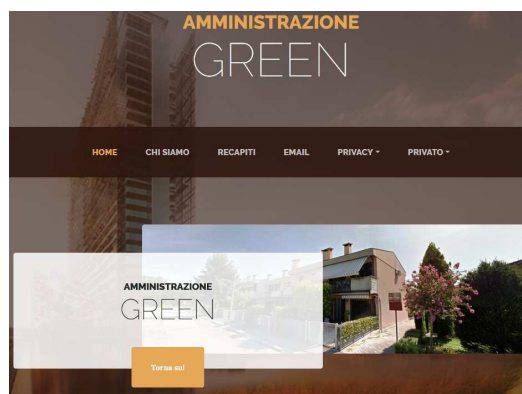 AMMINISTRAZIONE
GREEN
HOME CHI SIAMO RECAPITI EMAIL PRIVACY PRIVATO
AMMINISTRAZIONE
GREEN
Torna su!